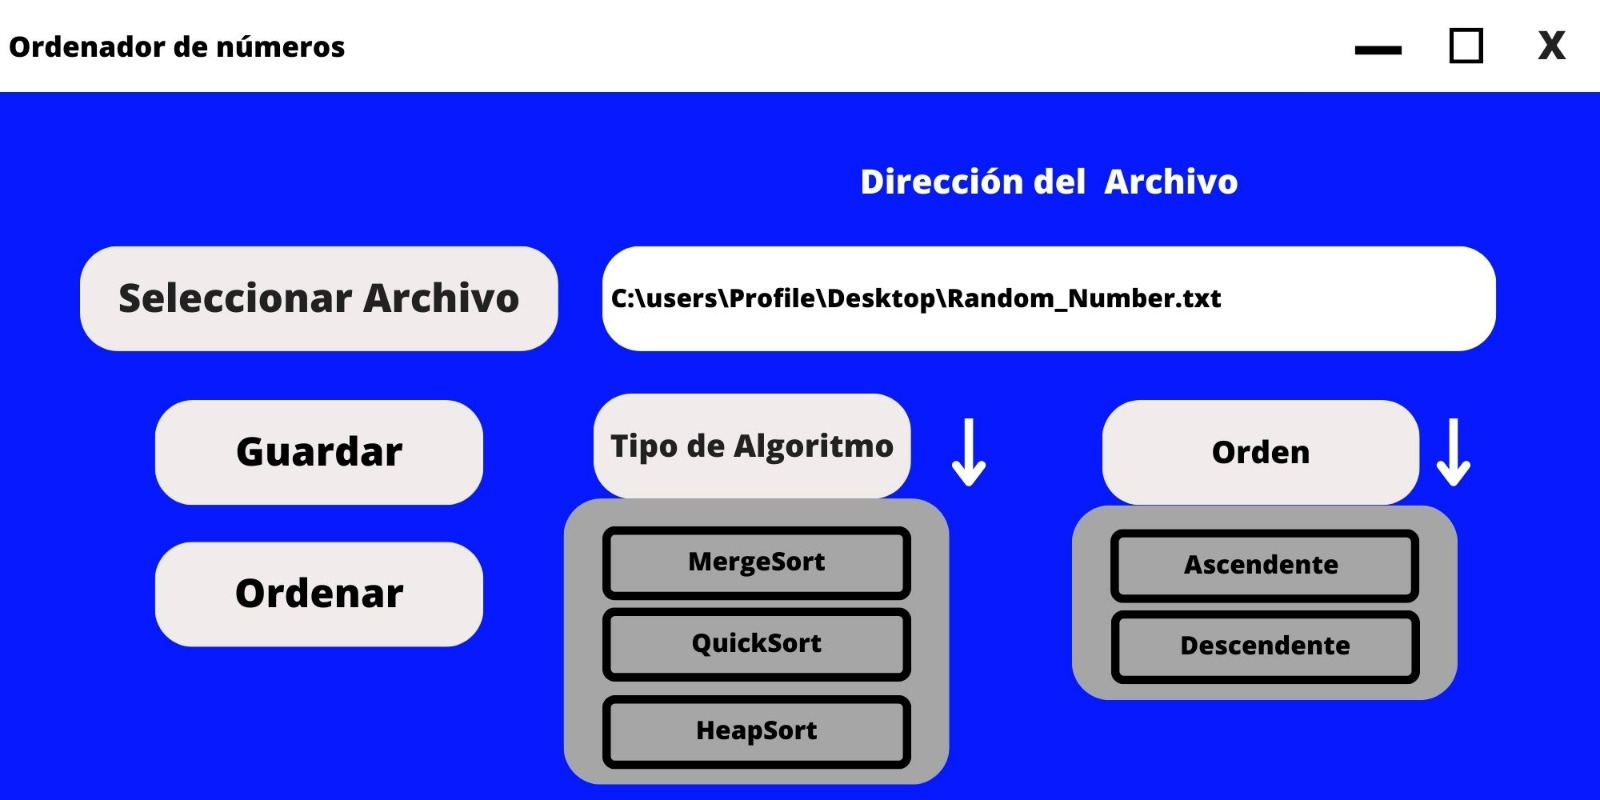 Ordenador de números
X
Dirección del Archivo
Seleccionar Archivo
C:\users\Profile\Desktop\Random_Number.txt
Guardar
Ordenar
Tipo de Algoritmo
MergeSort
QuickSort
HeapSort
Orden
Ascendente
Descendente